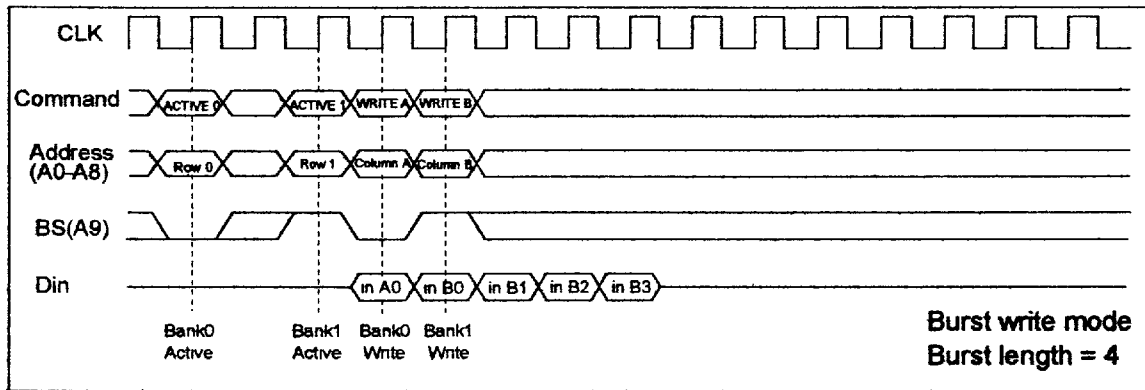 CLK
Command
ACTIVE 0
ACTIVE 1
WRITE A
WRITE B
Address
(A0-A8)
Row 0
Row 1
Column A
Column B
BS(A9)
Din
in A0
in B0
in B1
in B2
in B3
Bank0
Active
Bank1
Active
Bank0
Write
Bank1
Write
Burst write mode
Burst length = 4